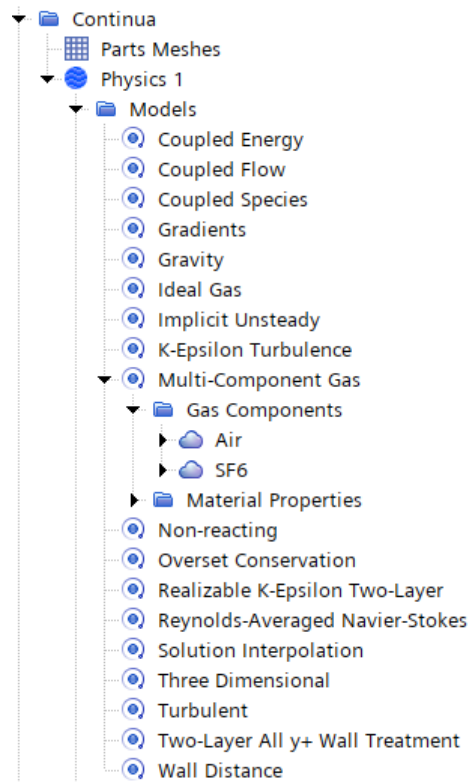 Continua
Parts Meshes
Physics 1
Models
Coupled Energy
Coupled Flow
Coupled Species
Gradients
Gravity
Ideal Gas
Implicit Unsteady
K-Epsilon Turbulence
Multi-Component Gas
Gas Components
Air
SF6
Material Properties
Non-reacting
Overset Conservation
Realizable K-Epsilon Two-Layer
Reynolds-Averaged Navier-Stokes
Solution Interpolation
Three Dimensional
Turbulent
Two-Layer All y+ Wall Treatment
Wall Distance